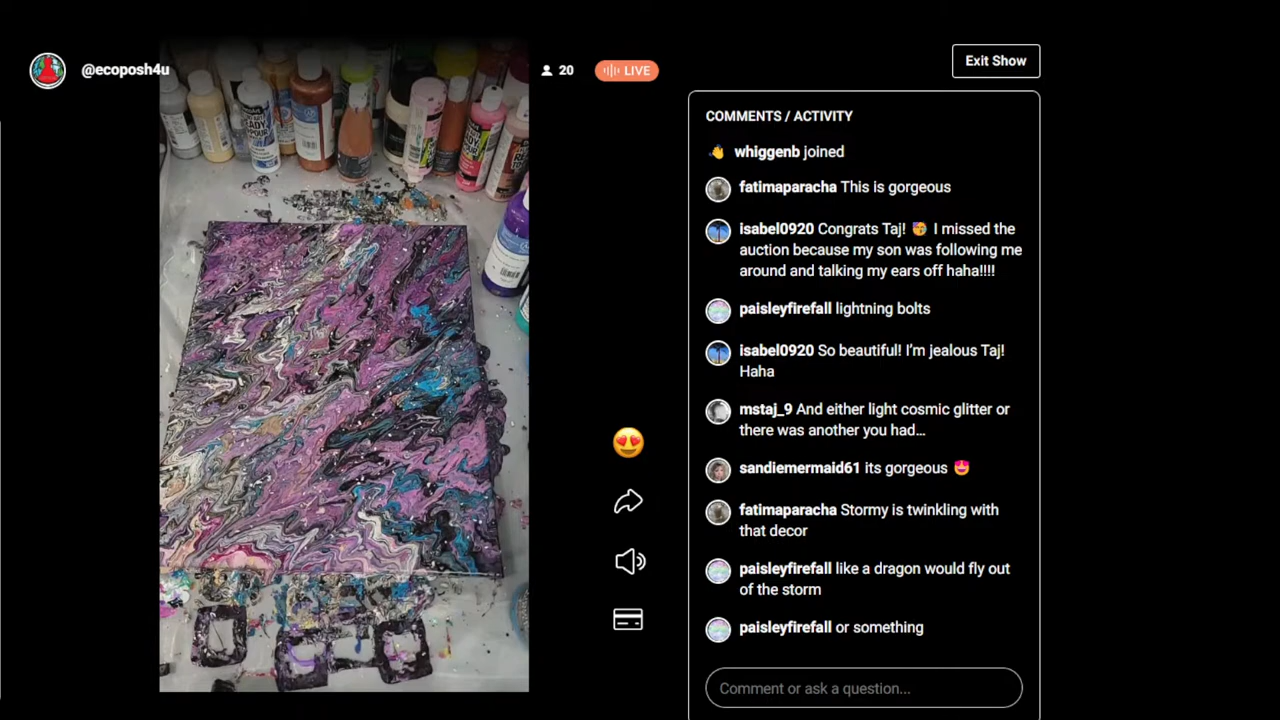 @ecoposh4u
20
LIVE
Exit Show
COMMENTS / ACTIVITY
whiggenb joined
fatimaparacha This is gorgeous
isabel0920 Congrats Taj! 🥳 I missed the
auction because my son was following me
around and talking my ears off haha!!!!
paisleyfirefall lightning bolts
isabel0920 So beautiful! I'm jealous Taj!
Haha
mstaj_9 And either light cosmic glitter or
there was another you had...
sandiemermaid61 its gorgeous 🤩
fatimaparacha Stormy is twinkling with
that decor
paisleyfirefall like a dragon would fly out
of the storm
paisleyfirefall or something
Comment or ask a question...
READY
POUR